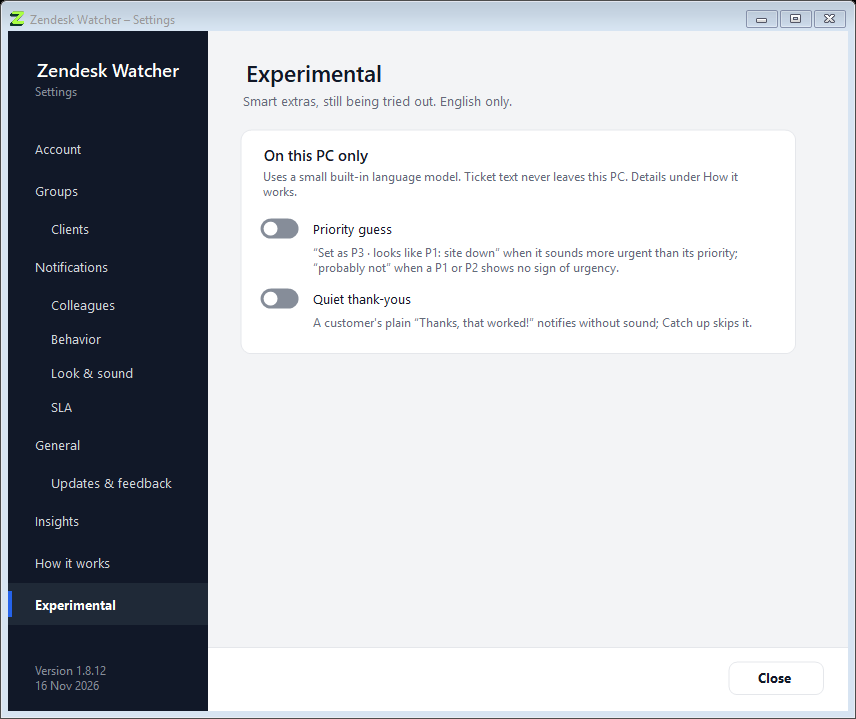 Zendesk Watcher – Settings
Zendesk Watcher
Settings
Account
Groups
Clients
Notifications
Colleagues
Behavior
Look & sound
SLA
General
Updates & feedback
Insights
How it works
Experimental
Version 1.8.12
16 Nov 2026
Experimental
Smart extras, still being tried out. English only.
On this PC only
Uses a small built-in language model. Ticket text never leaves this PC. Details under How it
works.
Priority guess
“Set as P3 · looks like P1: site down” when it sounds more urgent than its priority;
“probably not” when a P1 or P2 shows no sign of urgency.
Quiet thank-yous
A customer's plain “Thanks, that worked!” notifies without sound; Catch up skips it.
Close